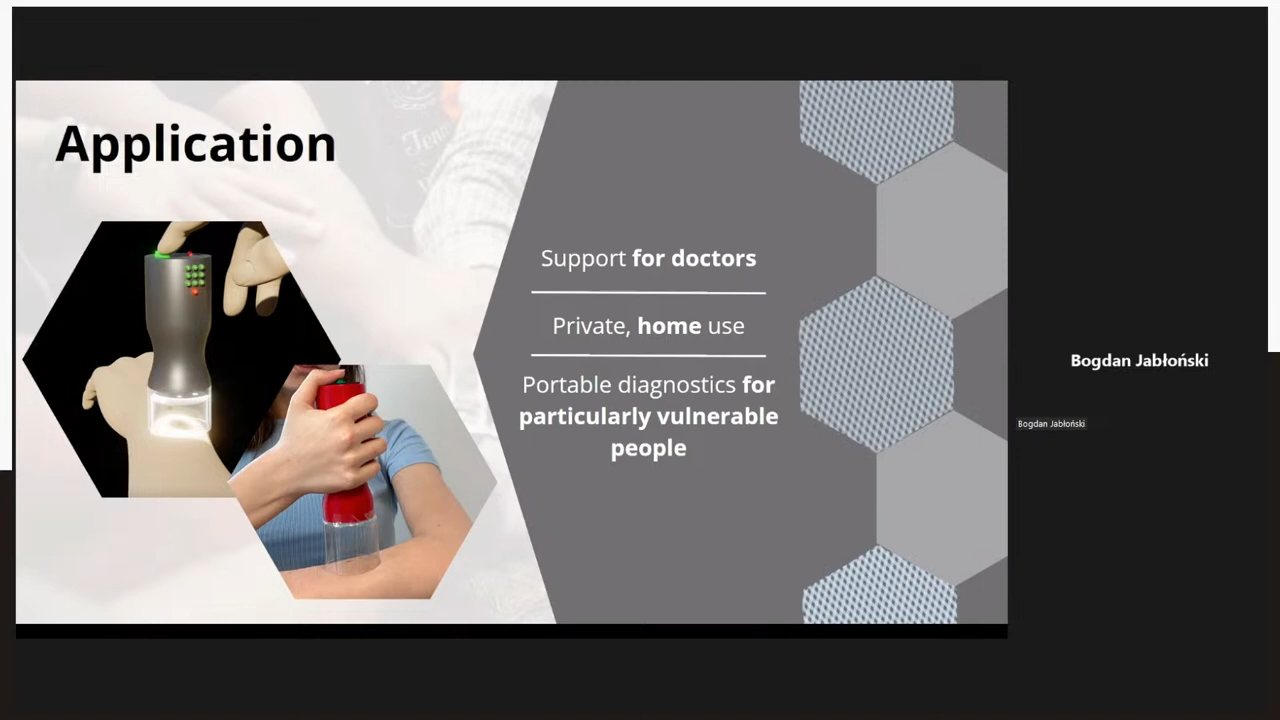 Application
Support for doctors
Private, home use
Portable diagnostics for
particularly vulnerable
people
Bogdan Jabłoński
Bogdan Jabłoński